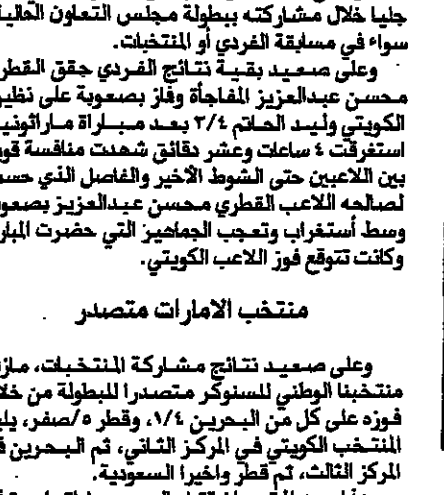 جليا خلال مشاركته ببطولة مجلس التعاون الحالية
سواء في مسابقة الفردي أو المنتخبات.
وعلى صعيد بقية نتائج الفردي حقق القطري
محسن عبدالعزيز المفاجأة وفاز بصعوبة على نظيره
الكويتي وليد الحاتم ٣/٤ بعد مباراة ماراثونية
استغرقت ٤ ساعات وعشر دقائق شهدت منافسة قوية
بين اللاعبين حتى الشوط الأخير والفاصل الذي حسمه
لصالحه اللاعب القطري محسن عبدالعزيز بصعوبة
وسط أستغراب وتعجب الجماهير التي حضرت المباراة
وكانت تتوقع فوز اللاعب الكويتي.
منتخب الامارات متصدر
وعلى صعيد نتائج مشاركة المنتخبات، مازال
منتخبنا الوطني للسنوكر متصدرا للبطولة من خلال
فوزه على كل من البحرين ١/٤، وقطر ٥/صفر، يليه
المنتخب الكويتي في المركز الثاني، ثم البحرين في
المركز الثالث، ثم قطر واخيرا السعودية.